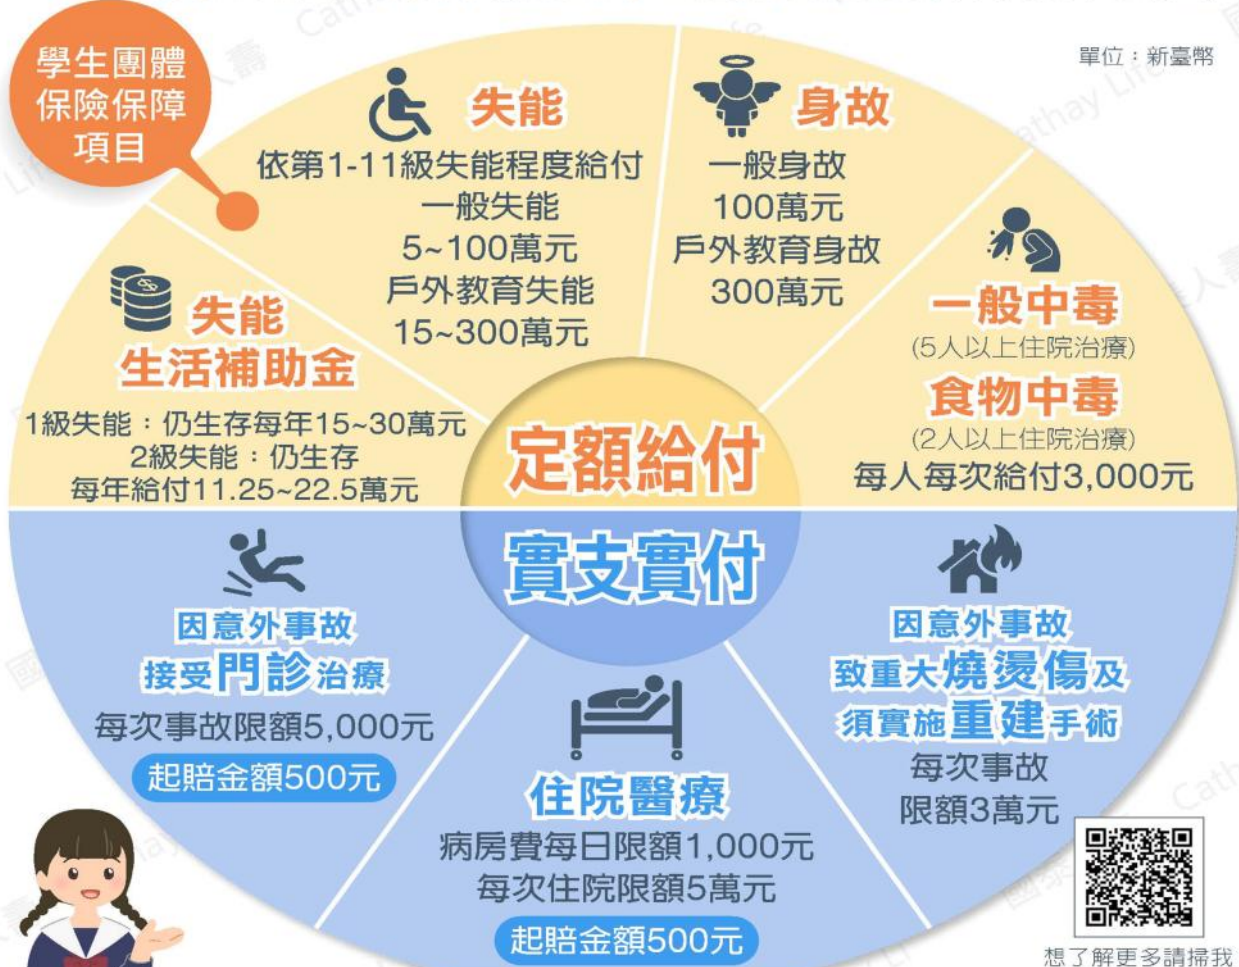 學生團體
保險保障
項目
單位：新臺幣
失能
依第1-11級失能程度給付
一般失能
5~100萬元
戶外教育失能
15~300萬元
身故
一般身故
100萬元
戶外教育身故
300萬元
失能
生活補助金
1級失能：仍生存每年15~30萬元
2級失能：仍生存
每年給付11.25~22.5萬元
一般中毒
(5人以上住院治療)
食物中毒
(2人以上住院治療)
每人每次給付3,000元
定額給付
實支實付
因意外事故
接受門診治療
每次事故限額5,000元
起賠金額500元
住院醫療
病房費每日限額1,000元
每次住院限額5萬元
起賠金額500元
因意外事故
致重大燒燙傷及
須實施重建手術
每次事故
限額3萬元
想了解更多請掃我